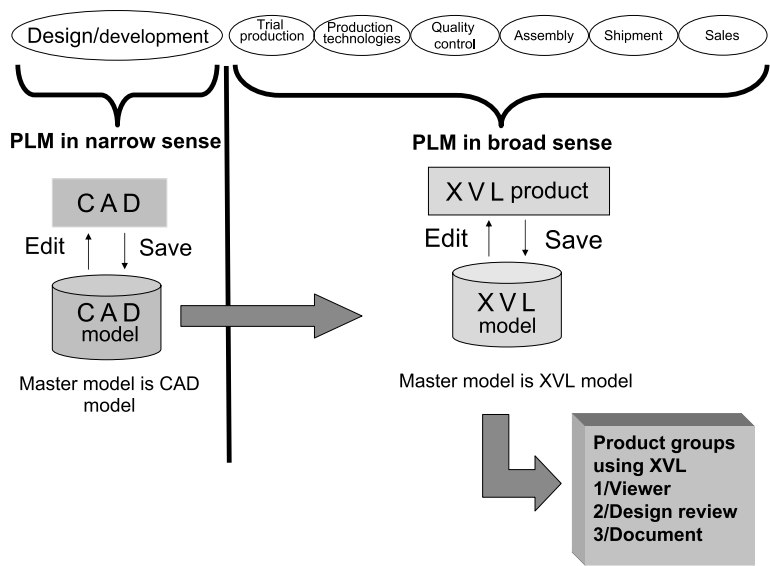 Design/development
Trial
production
Production
technologies
Quality
control
Assembly
Shipment
Sales
PLM in narrow sense
PLM in broad sense
CAD
XVL product
Edit
Save
Edit
Save
CAD
model
XVL
model
Master model is CAD
model
Master model is XVL model
Product groups
using XVL
1/Viewer
2/Design review
3/Document